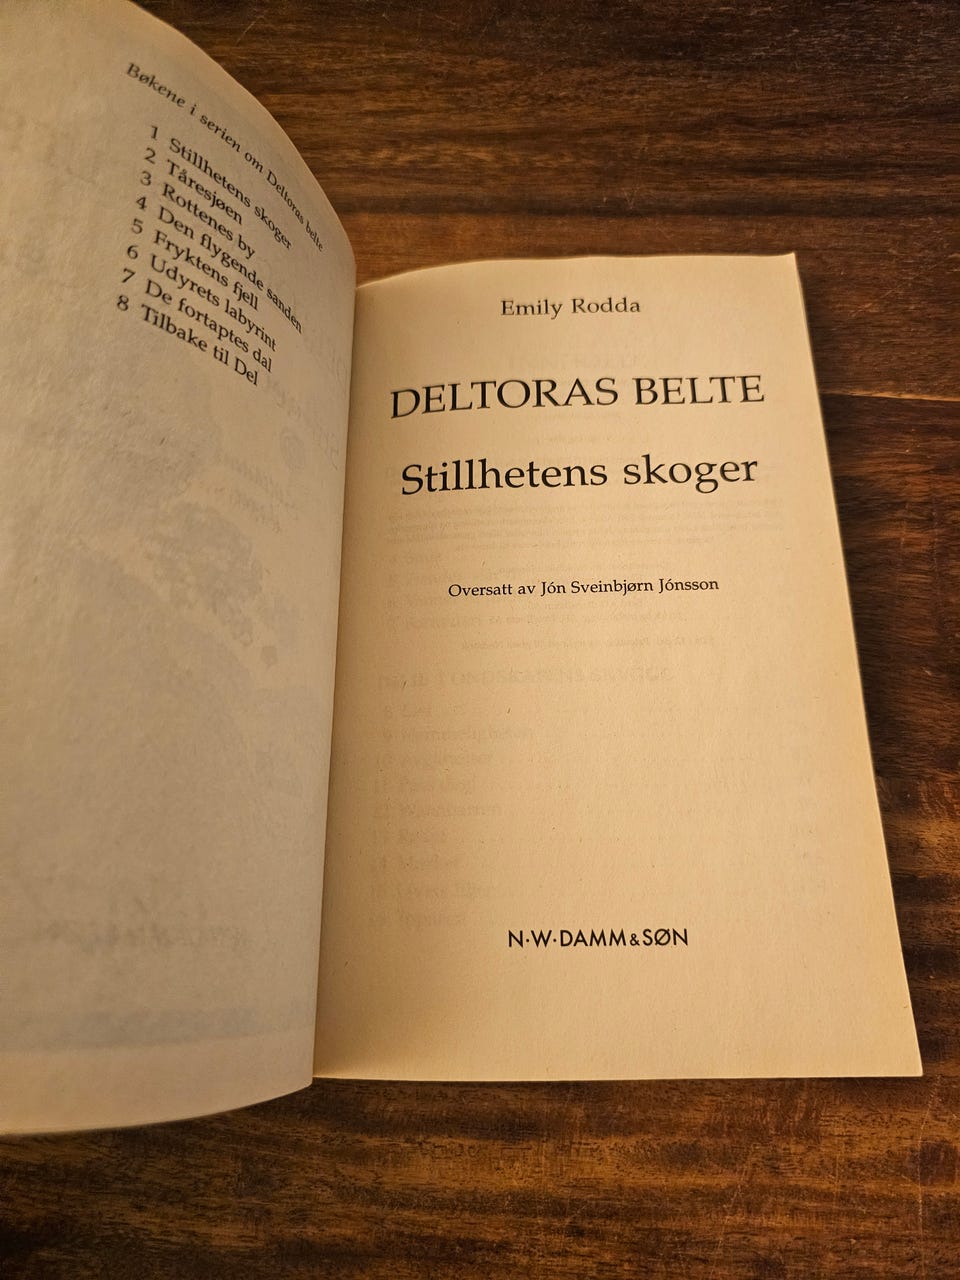 Bøkene i serien om Deltoras belte
1 Stillhetens skoger
2 Tåresjøen
3 Rottenes by
4 Den flygende sanden
5 Fryktens fjell
6 Udyrets labyrint
7 De fortaptes dal
8 Tilbake til Del
Emily Rodda
DELTORAS BELTE
Stillhetens skoger
Oversatt av Jón Sveinbjørn Jónsson
N·W·DAMM & SØN